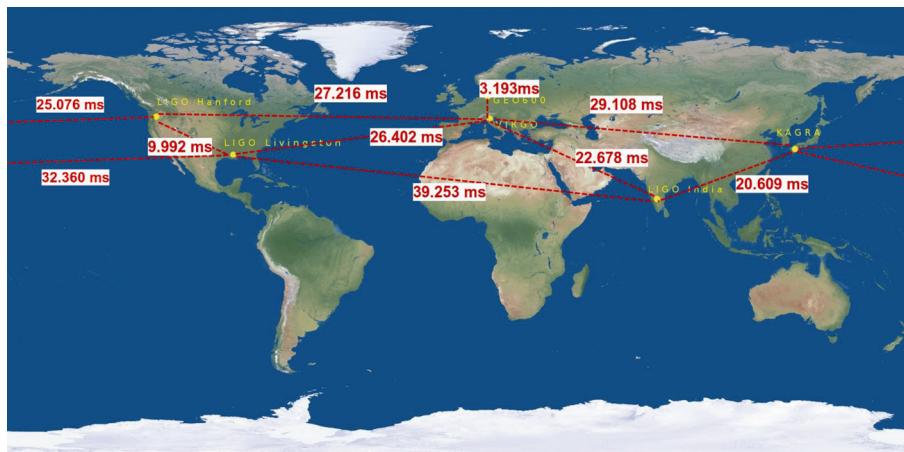 3.193ms
27.216 ms
GEO600
25.076 ms
LIGO Hanford
29.108 ms
VIRGO
26.402 ms
KAGRA
9.992 ms
LIGO Livingston
22.678 ms
32.360 ms
39.253 ms
LIGO India
20.609 ms